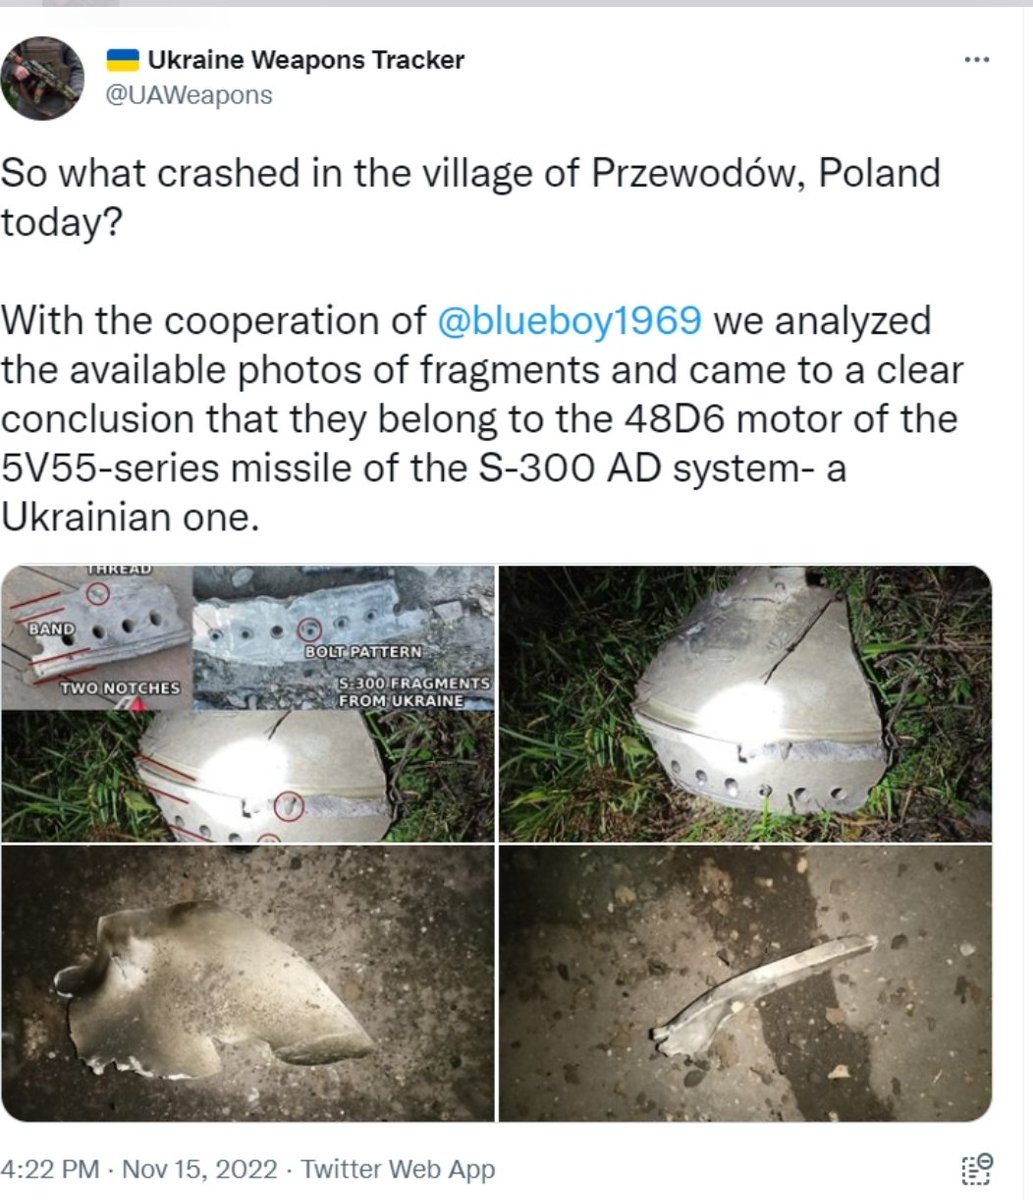 Ukraine Weapons Tracker
@UAWeapons
So what crashed in the village of Przewodów, Poland
today?
With the cooperation of @blueboy1969 we analyzed
the available photos of fragments and came to a clear
conclusion that they belong to the 48D6 motor of the
5V55-series missile of the S-300 AD system- a
Ukrainian one.
THREAD
BAND
TWO NOTCHES
BOLT PATTERN
S-300 FRAGMENTS
FROM UKRAINE
4:22 PM · Nov 15, 2022 · Twitter Web App